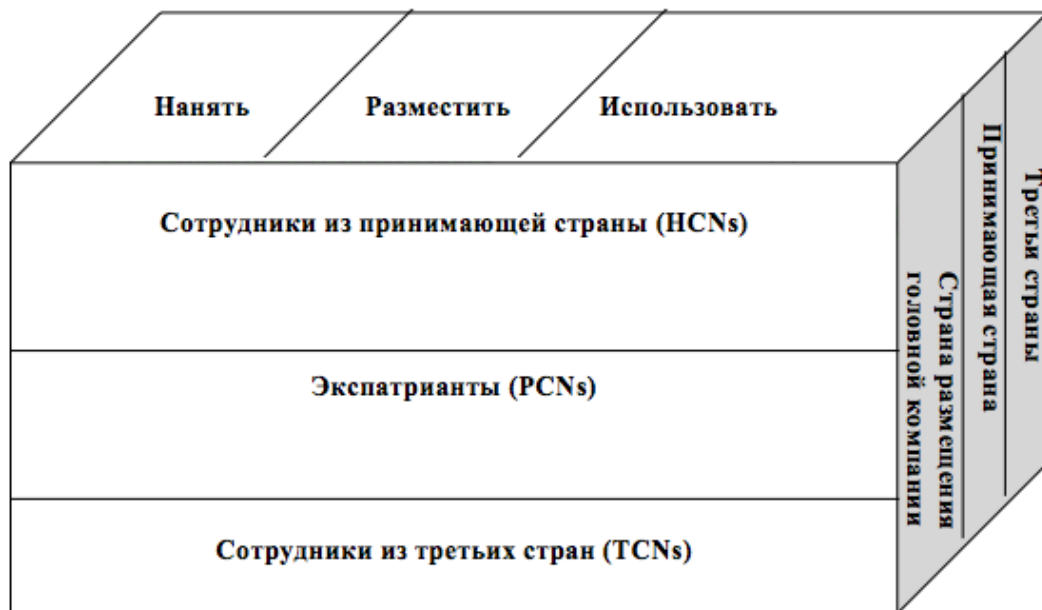 Нанять
Разместить
Использовать
Сотрудники из принимающей страны (HCNs)
Экспатрианты (PCNs)
Сотрудники из третьих стран (TCNs)
Страна размещения
головной компании
Принимающая страна
Третьи страны